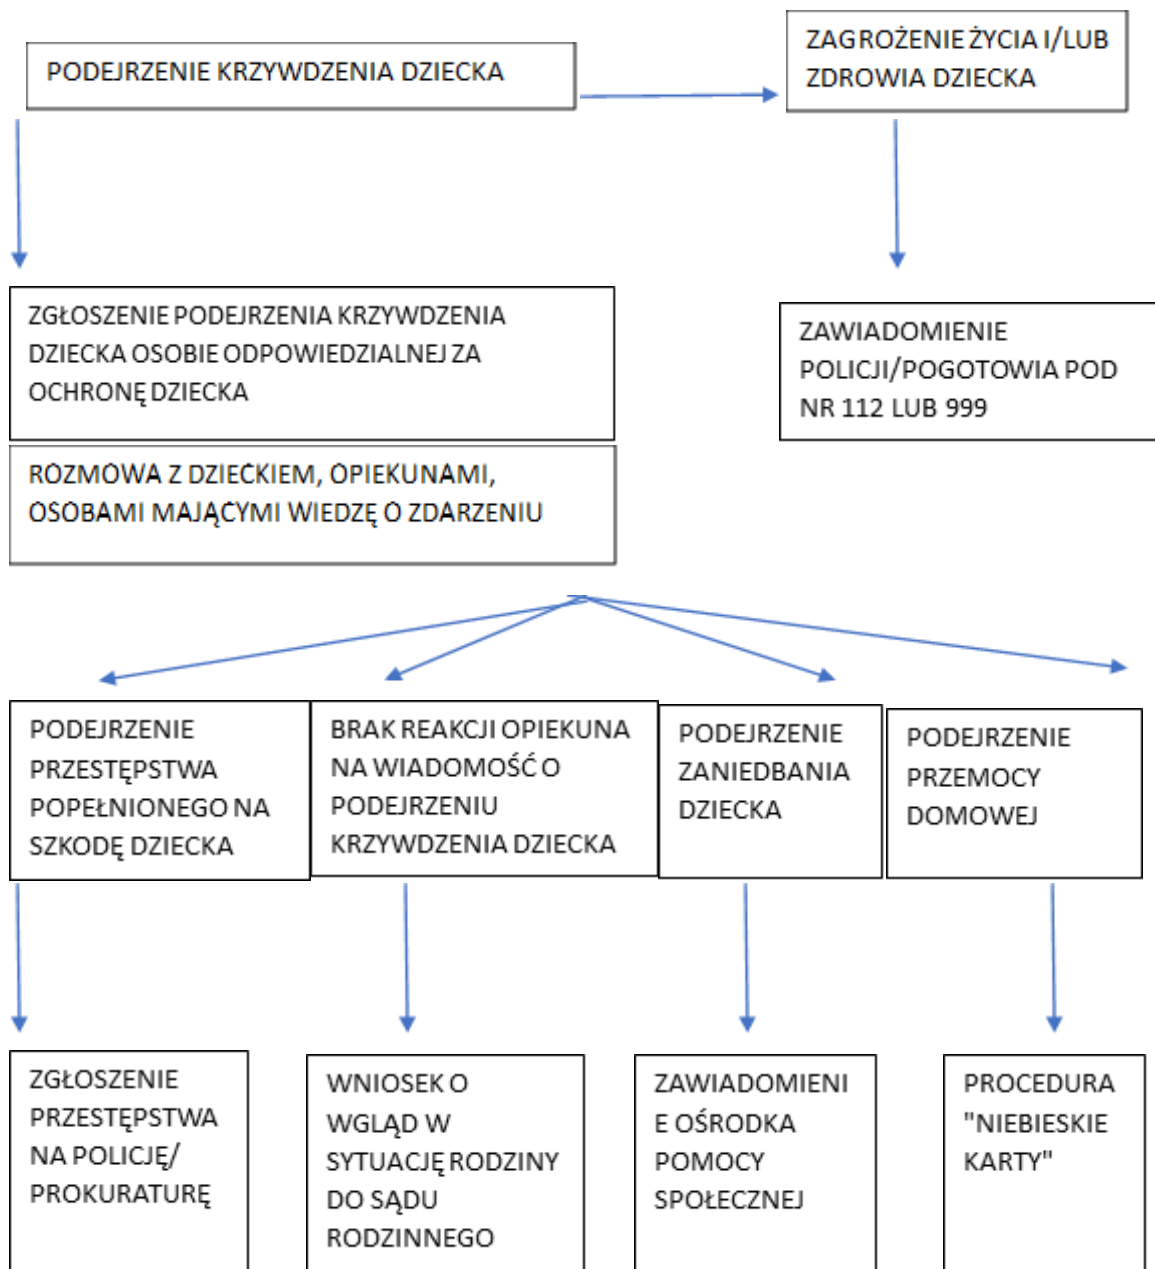 PODEJRZENIE KRZYWDZENIA DZIECKA
ZAGROŻENIE ŻYCIA I/LUB
ZDROWIA DZIECKA
ZGŁOSZENIE PODEJRZENIA KRZYWDZENIA
DZIECKA OSOBIE ODPOWIEDZIALNEJ ZA
OCHRONĘ DZIECKA
ZAWIADOMIENIE
POLICJI/POGOTOWIA POD
NR 112 LUB 999
ROZMOWA Z DZIECKIEM, OPIEKUNAMI,
OSOBAMI MAJĄCYMI WIEDZĘ O ZDARZENIU
PODEJRZENIE
PRZESTĘPSTWA
POPEŁNIONEGO NA
SZKODĘ DZIECKA
BRAK REAKCJI OPIEKUNA
NA WIADOMOŚĆ O
PODEJRZENIU
KRZYWDZENIA DZIECKA
PODEJRZENIE
ZANIEDBANIA
DZIECKA
PODEJRZENIE
PRZEMOCY
DOMOWEJ
ZGŁOSZENIE
PRZESTĘPSTWA
NA POLICJĘ/
PROKURATURĘ
WNIOSEK O
WGLĄD W
SYTUACJĘ RODZINY
DO SĄDU
RODZINNEGO
ZAWIADOMIENI
E OŚRODKA
POMOCY
SPOŁECZNEJ
PROCEDURA
"NIEBIESKIE
KARTY"